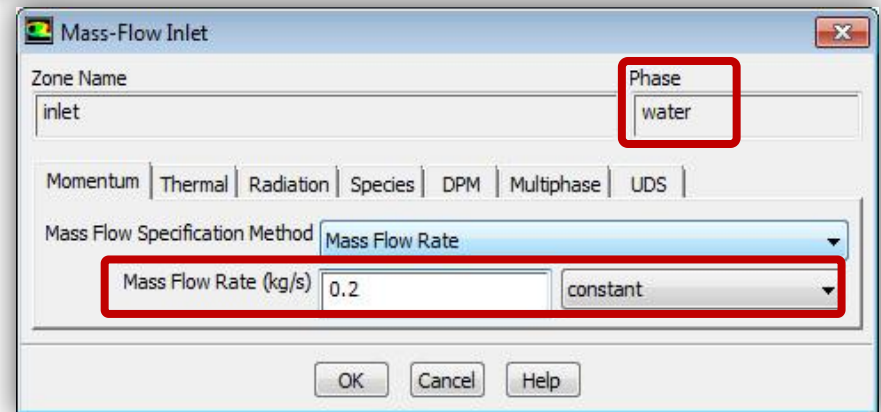 Mass-Flow Inlet
Zone Name Phase
inlet water
Momentum Thermal Radiation Species DPM Multiphase UDS
Mass Flow Specification Method Mass Flow Rate
Mass Flow Rate (kg/s) 0.2 constant
OK Cancel Help